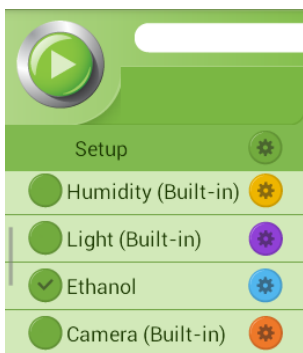 Setup
Humidity (Built-in)
Light (Built-in)
Ethanol
Camera (Built-in)